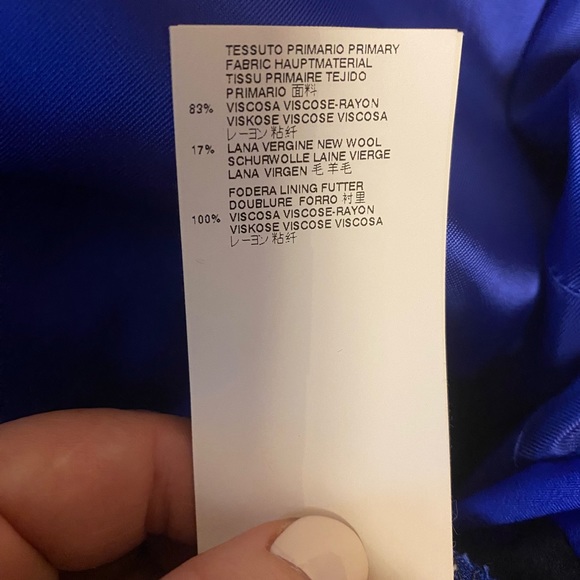 TESSUTO PRIMARIO PRIMARY
FABRIC HAUPTMATERIAL
TISSU PRIMAIRE TEJIDO
PRIMARIO 面料
83% VISCOSA VISCOSE-RAYON
VISKOSE VISCOSE VISCOSA
レーヨン 粘纤
17% LANA VERGINE NEW WOOL
SCHURWOLLE LAINE VIERGE
LANA VIRGEN 毛 羊毛
FODERA LINING FUTTER
DOUBLURE FORRO 衬里
100% VISCOSA VISCOSE-RAYON
VISKOSE VISCOSE VISCOSA
レーヨン 粘纤